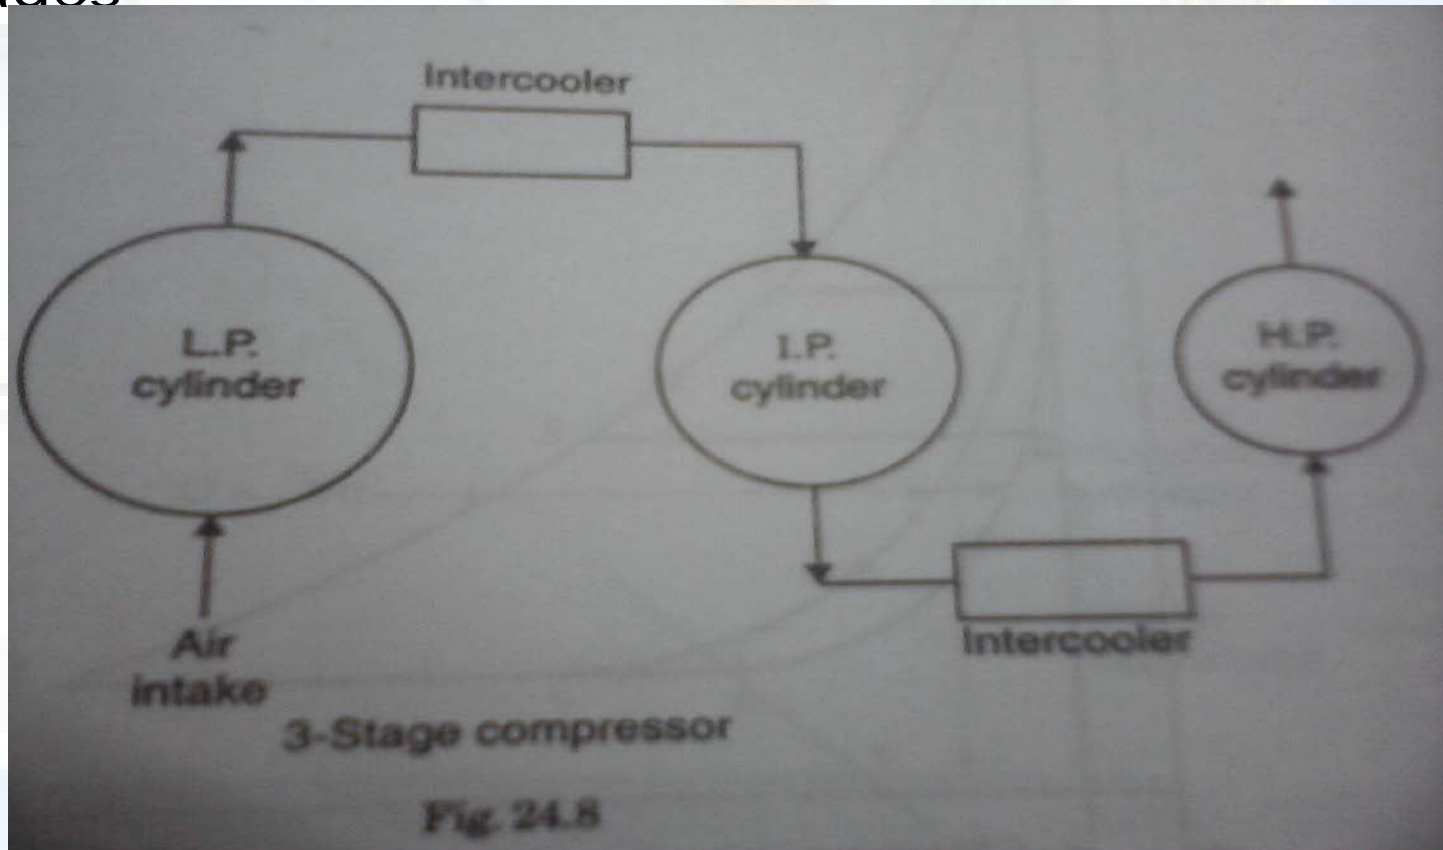 Intercooler
L.P.
cylinder
I.P.
cylinder
H.P.
cylinder
Air
intake
Intercooler
3-Stage compressor
Fig. 24.8